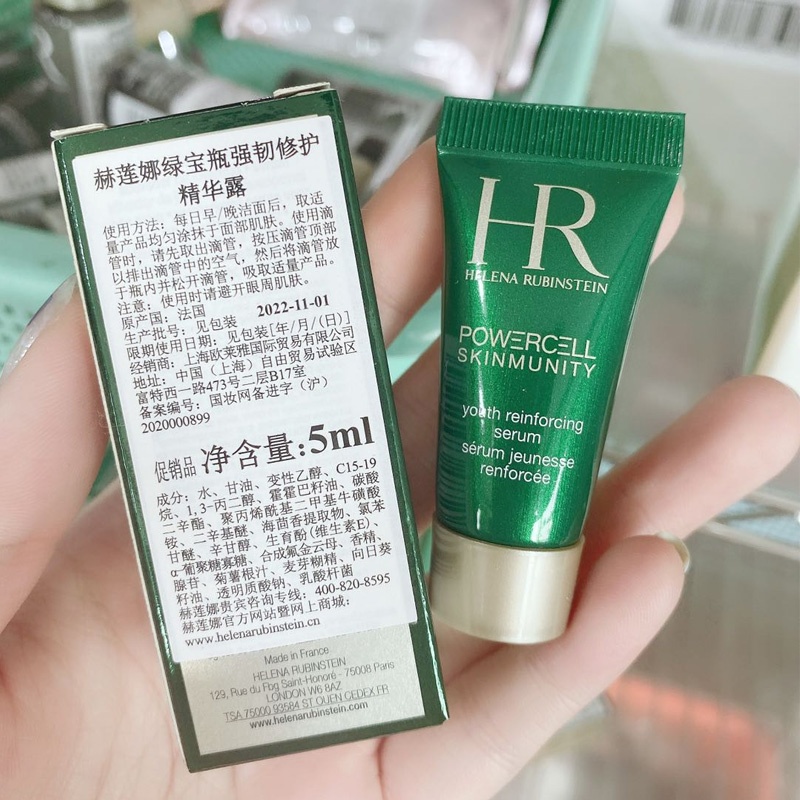 赫莲娜绿宝瓶强韧修护
精华露
使用方法：每日早/晚洁面后，取适
量产品均匀涂抹于面部肌肤。使用滴
管时，请先取出滴管，按压滴管顶部
以排出滴管中的空气，然后将滴管放
于瓶内并松开滴管，吸取适量产品。
注意：使用时请避开眼周肌肤。
原产国：法国
生产批号：见包装 2022-11-01
限期使用日期：见包装[年/月/(日)]
经销商：上海欧莱雅国际贸易有限公司
地址：中国（上海）自由贸易试验区
富特西一路473号二层B17室
备案编号：国妆网备进字（沪）
2020000899
促销品 净含量:5ml
成分：水、甘油、变性乙醇、C15-19
烷、1,3-丙二醇、霍霍巴籽油、碳酸
二辛酯、聚丙烯酰基二甲基牛磺酸
铵、二辛基醚、海茴香提取物、氯苯
甘醚、辛甘醇、生育酚(维生素E)、
α-葡聚糖寡糖、合成氟金云母、香精、
腺苷、菊薯根汁、麦芽糊精、向日葵
籽油、透明质酸钠、乳酸杆菌
赫莲娜贵宾咨询专线：400-820-8595
赫莲娜官方网站暨网上商城：
www.helenarubinstein.cn
Made in France
HELENA RUBINSTEIN
129, Rue du Fbg Saint-Honoré - 75008 Paris
LONDON W6 8AZ
TSA 75000 93584 ST OUEN CEDEX FR
www.helenarubinstein.com
HR
HELENA RUBINSTEIN
POWERCELL
SKINMUNITY
youth reinforcing
serum
sérum jeunesse
renforcée